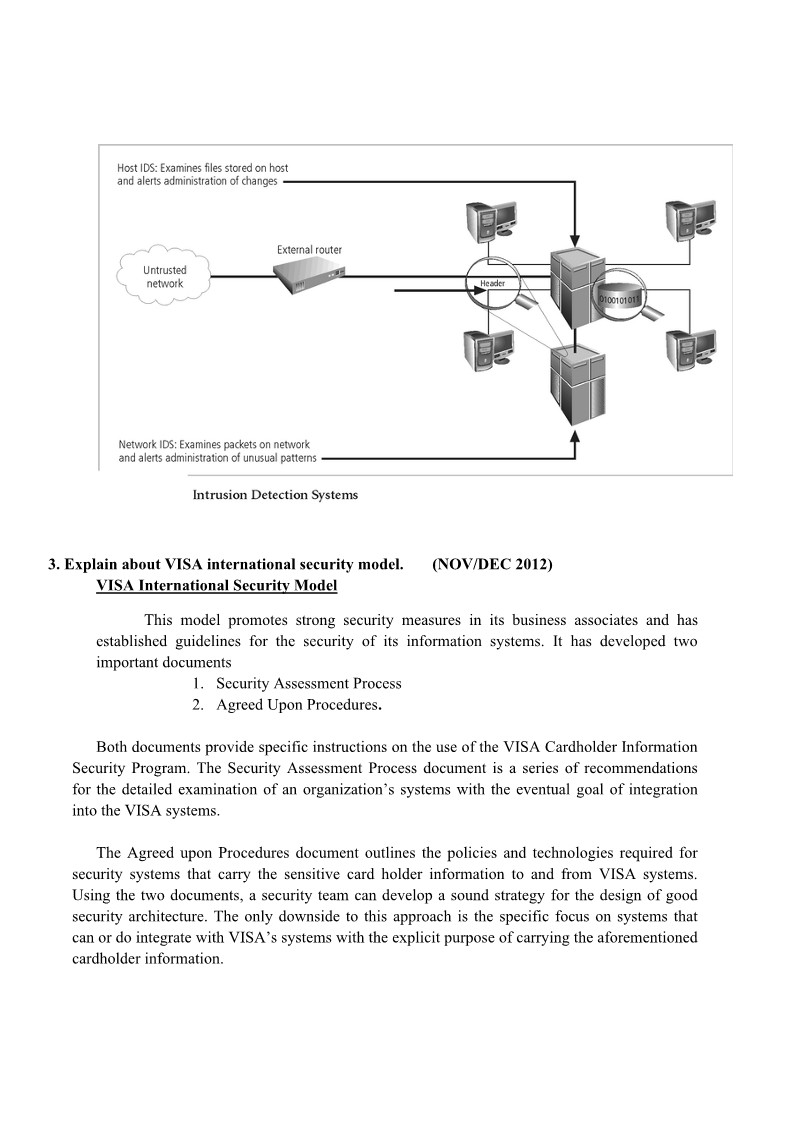 Host IDS: Examines files stored on host
and alerts administration of changes
External router
Untrusted
network
Header
0100101011
Network IDS: Examines packets on network
and alerts administration of unusual patterns
Intrusion Detection Systems
3. Explain about VISA international security model. (NOV/DEC 2012)
VISA International Security Model
This model promotes strong security measures in its business associates and has
established guidelines for the security of its information systems. It has developed two
important documents
1. Security Assessment Process
2. Agreed Upon Procedures.
Both documents provide specific instructions on the use of the VISA Cardholder Information
Security Program. The Security Assessment Process document is a series of recommendations
for the detailed examination of an organization’s systems with the eventual goal of integration
into the VISA systems.
The Agreed upon Procedures document outlines the policies and technologies required for
security systems that carry the sensitive card holder information to and from VISA systems.
Using the two documents, a security team can develop a sound strategy for the design of good
security architecture. The only downside to this approach is the specific focus on systems that
can or do integrate with VISA’s systems with the explicit purpose of carrying the aforementioned
cardholder information.